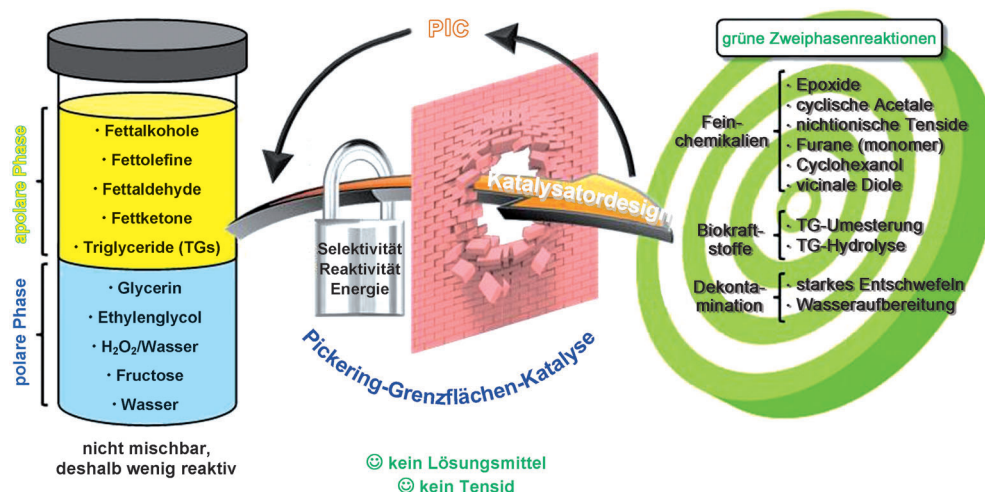 PIC
grüne Zweiphasenreaktionen
apolare Phase
· Fettalkohole
· Fettolefine
· Fettaldehyde
· Fettketone
· Triglyceride (TGs)
polare Phase
· Glycerin
· Ethylenglycol
· H₂O₂/Wasser
· Fructose
· Wasser
nicht mischbar,
deshalb wenig reaktiv
Selektivität
Reaktivität
Energie
Katalysatordesign
Pickering-Grenzflächen-Katalyse
☺ kein Lösungsmittel
☺ kein Tensid
Fein-
chemikalien
· Epoxide
· cyclische Acetale
· nichtionische Tenside
· Furane (monomer)
· Cyclohexanol
· vicinale Diole
Biokraft-
stoffe
· TG-Umesterung
· TG-Hydrolyse
Dekonta-
mination
· starkes Entschwefeln
· Wasseraufbereitung